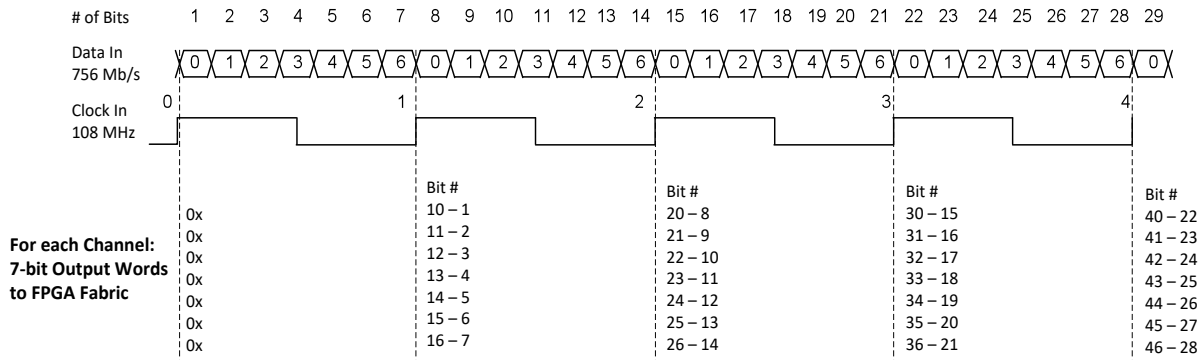 # of Bits 1 2 3 4 5 6 7 8 9 10 11 12 13 14 15 16 17 18 19 20 21 22 23 24 25 26 27 28 29
Data In
756 Mb/s
0 1 2 3 4 5 6 0 1 2 3 4 5 6 0 1 2 3 4 5 6 0 1 2 3 4 5 6 0
0 1 2 3 4
Clock In
108 MHz
For each Channel:
7-bit Output Words
to FPGA Fabric
0x
0x
0x
0x
0x
0x
0x
Bit #
10 – 1
11 – 2
12 – 3
13 – 4
14 – 5
15 – 6
16 – 7
Bit #
20 – 8
21 – 9
22 – 10
23 – 11
24 – 12
25 – 13
26 – 14
Bit #
30 – 15
31 – 16
32 – 17
33 – 18
34 – 19
35 – 20
36 – 21
Bit #
40 – 22
41 – 23
42 – 24
43 – 25
44 – 26
45 – 27
46 – 28